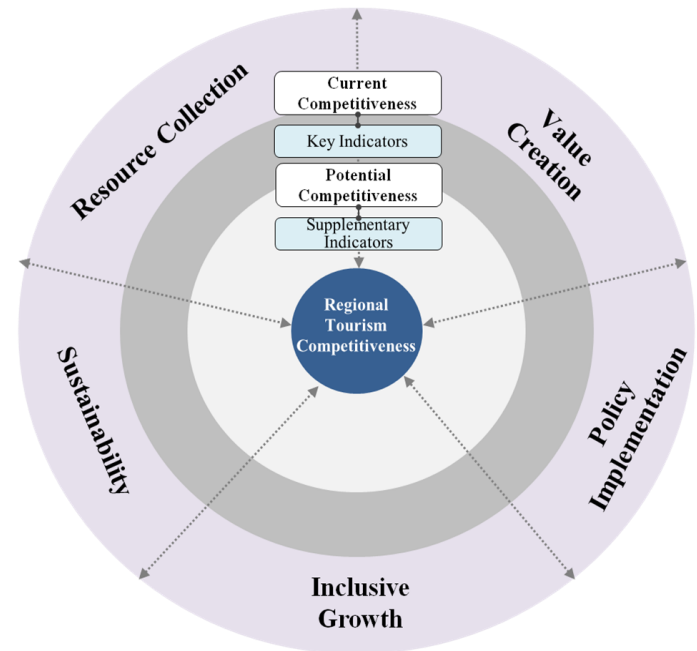 Current
Competitiveness
Key Indicators
Potential
Competitiveness
Supplementary
Indicators
Regional
Tourism
Competitiveness
Resource Collection
Value
Creation
Policy
Implementation
Inclusive
Growth
Sustainability